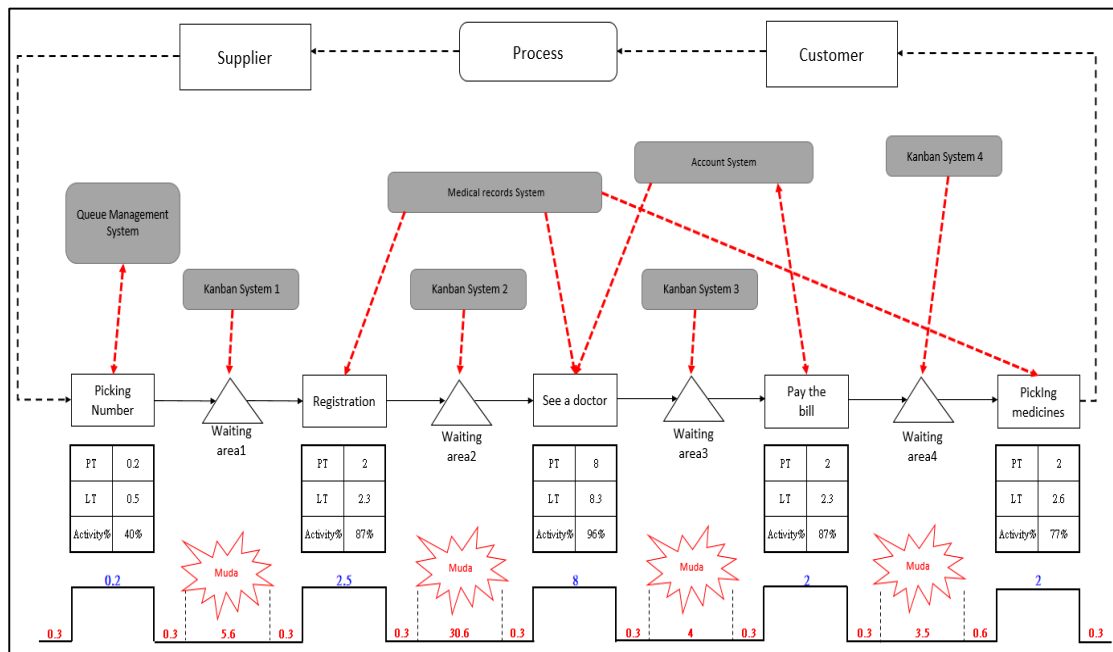 Supplier
Process
Customer
Kanban System 4
Account System
Medical records System
Queue Management
System
Kanban System 1
Kanban System 2
Kanban System 3
Picking
Number
Registration
See a doctor
Pay the
bill
Picking
medicines
Waiting
area1
Waiting
area2
Waiting
area3
Waiting
area4
PT 0.2
LT 0.5
Activity% 40%
PT 2
LT 2.3
Activity% 87%
PT 8
LT 8.3
Activity% 96%
PT 2
LT 2.3
Activity% 87%
PT 2
LT 2.6
Activity% 77%
Muda
Muda
Muda
Muda
0.2 2.5 8 2 2
0.3 0.3 5.6 0.3 0.3 30.6 0.3 0.3 4 0.3 0.3 3.5 0.6 0.3